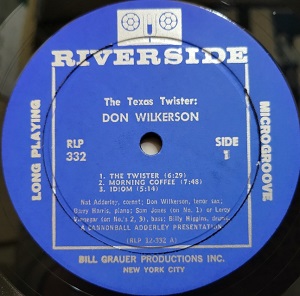 RIVERSIDE
LONG PLAYING
MICROGROOVE
The Texas Twister:
DON WILKERSON
RLP
332
SIDE
1
1. THE TWISTER (6:29)
2. MORNING COFFEE (7:48)
3. IDIOM (5:14)
Nat Adderley, cornet; Don Wilkerson, tenor sax;
Barry Harris, piano; Sam Jones (on No. 1) or Leroy
Vinnegar (on No's 2, 3), bass; Billy Higgins, drums
A CANNONBALL ADDERLEY PRESENTATION
(RLP 12-332 A)
BILL GRAUER PRODUCTIONS INC.
NEW YORK CITY